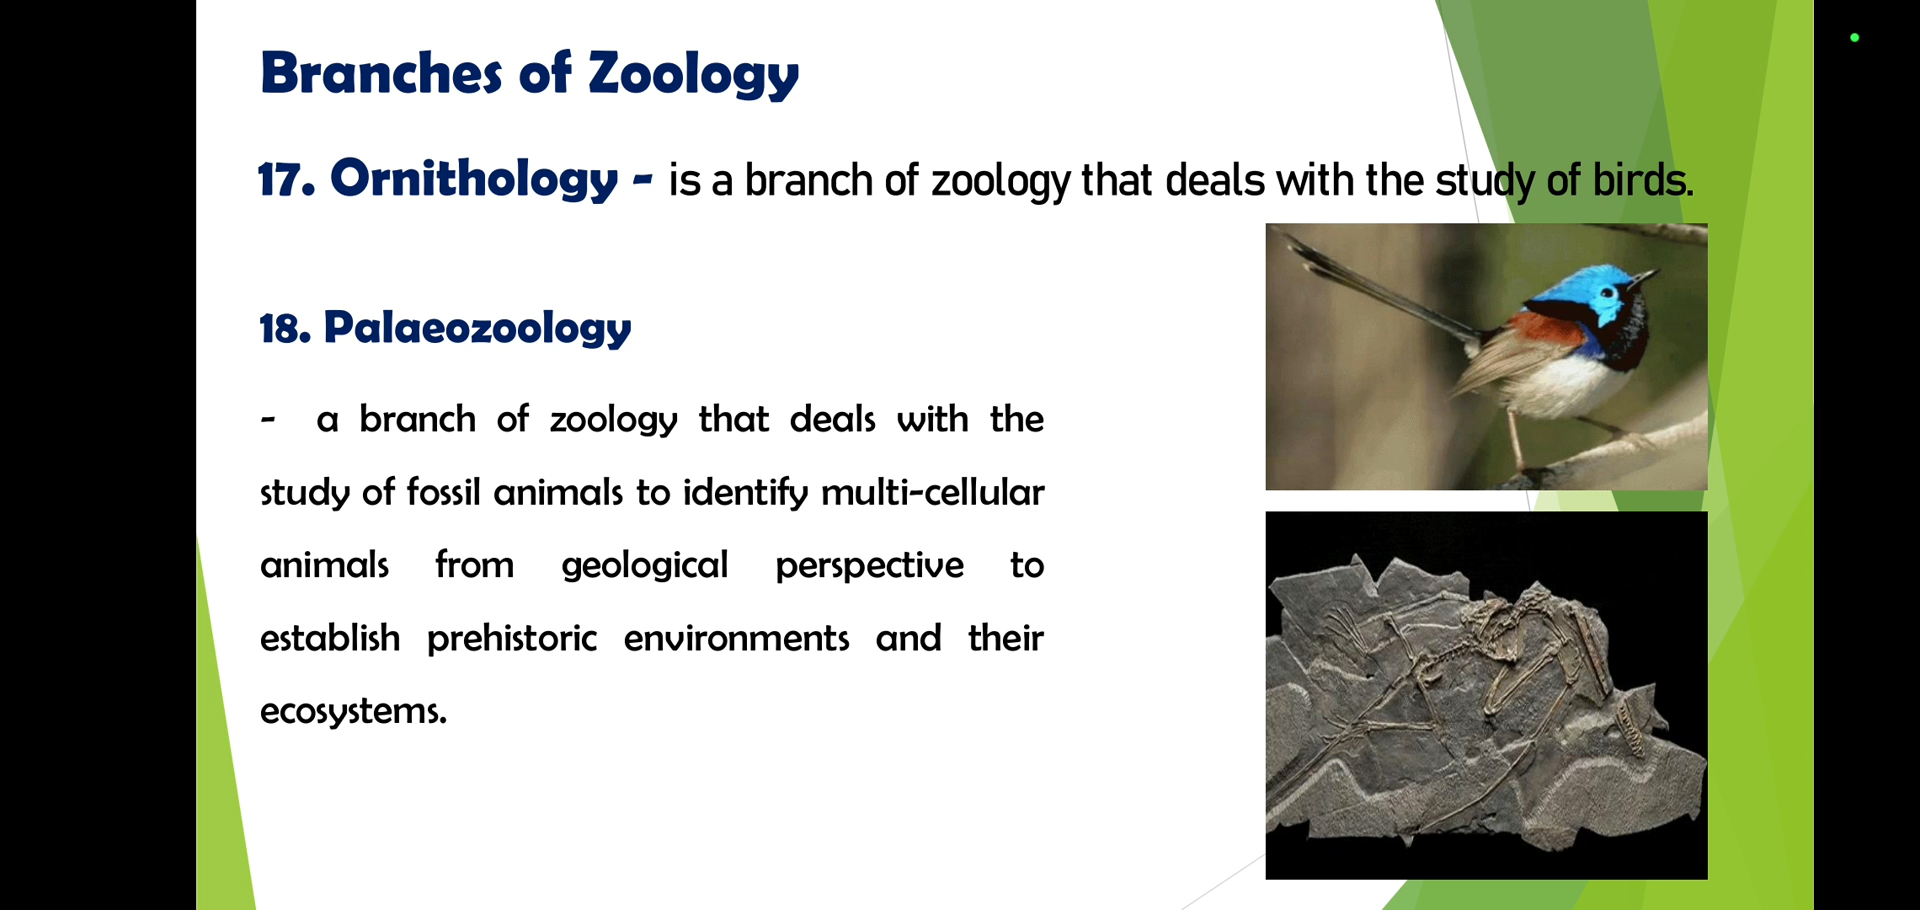 Branches of Zoology
17. Ornithology - is a branch of zoology that deals with the study of birds.
18. Palaeozoology
- a branch of zoology that deals with the
study of fossil animals to identify multi-cellular
animals from geological perspective to
establish prehistoric environments and their
ecosystems.